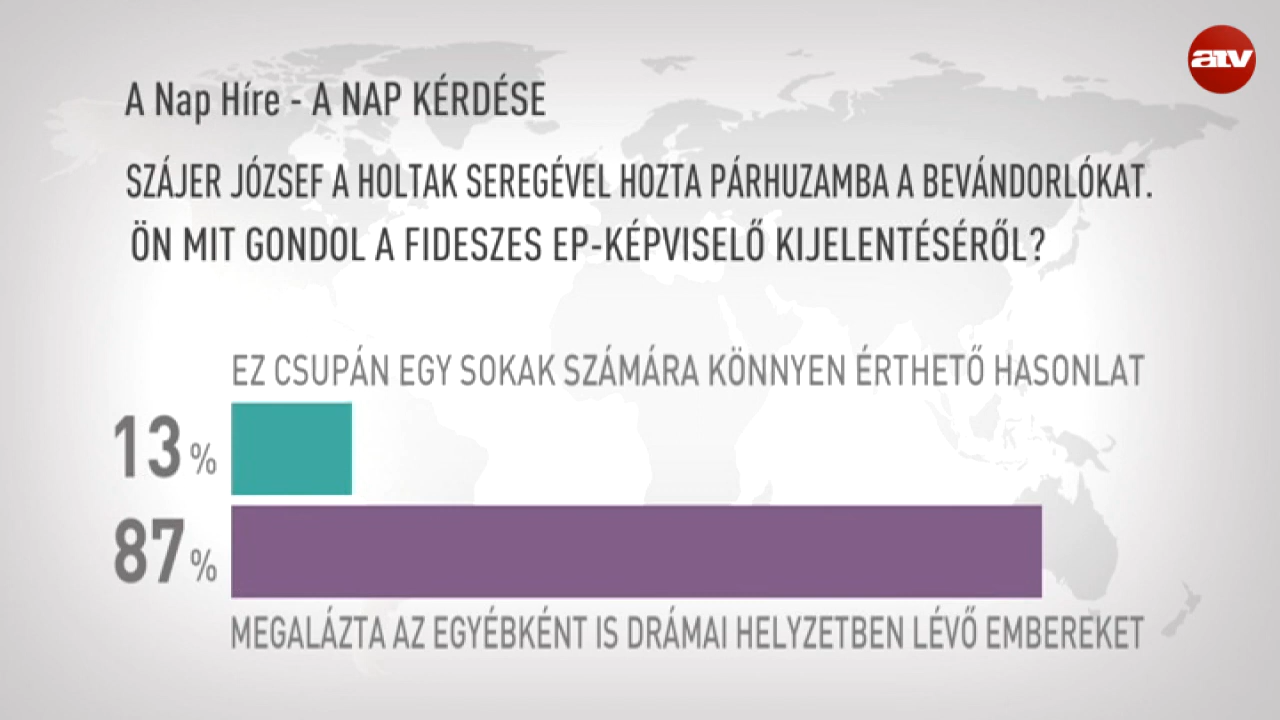 atv
A Nap Híre - A NAP KÉRDÉSE
SZÁJER JÓZSEF A HOLTAK SEREGÉVEL HOZTA PÁRHUZAMBA A BEVÁNDORLÓKAT.
ÖN MIT GONDOL A FIDESZES EP-KÉPVISELŐ KIJELENTÉSÉRŐL?
EZ CSUPÁN EGY SOKAK SZÁMÁRA KÖNNYEN ÉRTHETŐ HASONLAT
13 %
87 %
MEGALÁZTA AZ EGYÉBKÉNT IS DRÁMAI HELYZETBEN LÉVŐ EMBEREKET